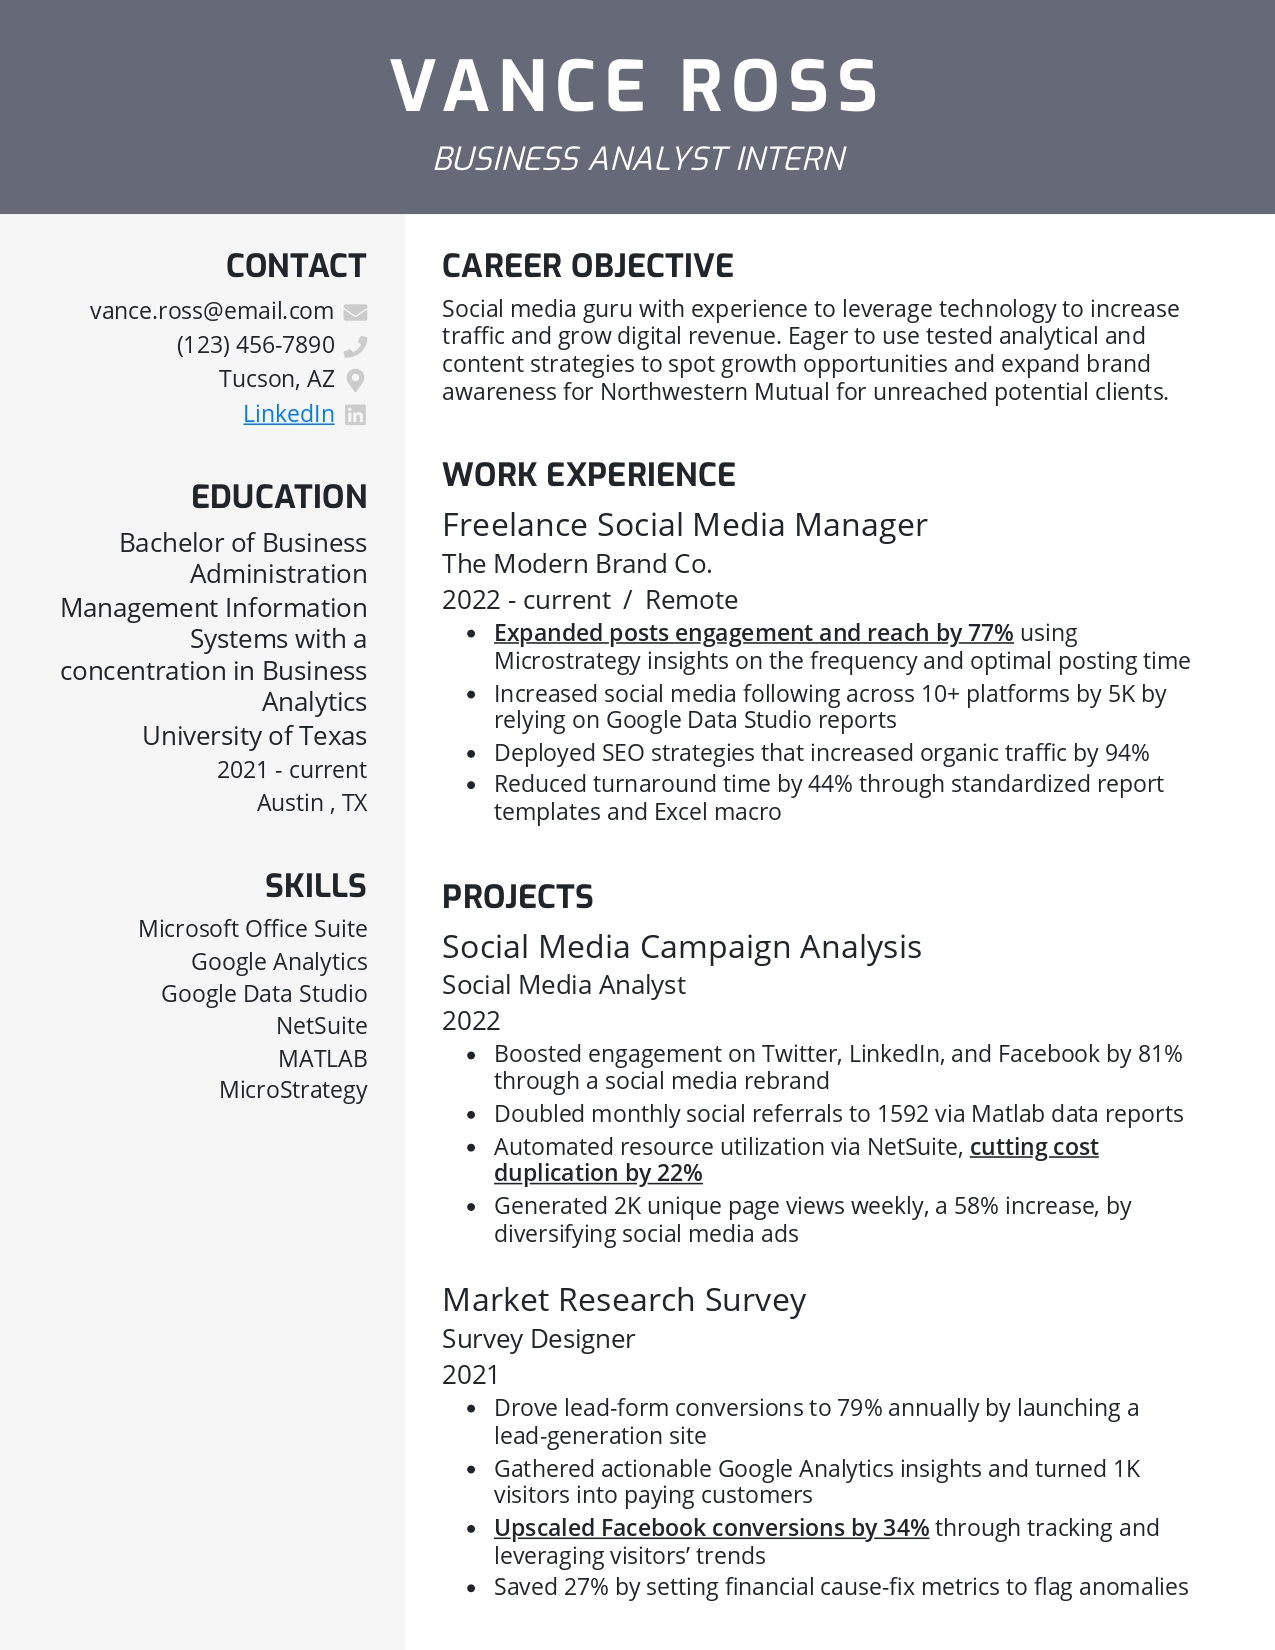 VANCE ROSS
BUSINESS ANALYST INTERN
CONTACT
vance.ross@email.com
(123) 456-7890
Tucson, AZ
LinkedIn
EDUCATION
Bachelor of Business
Administration
Management Information
Systems with a
concentration in Business
Analytics
University of Texas
2021 - current
Austin , TX
SKILLS
Microsoft Office Suite
Google Analytics
Google Data Studio
NetSuite
MATLAB
MicroStrategy
CAREER OBJECTIVE
Social media guru with experience to leverage technology to increase
traffic and grow digital revenue. Eager to use tested analytical and
content strategies to spot growth opportunities and expand brand
awareness for Northwestern Mutual for unreached potential clients.
WORK EXPERIENCE
Freelance Social Media Manager
The Modern Brand Co.
2022 - current / Remote
• Expanded posts engagement and reach by 77% using
Microstrategy insights on the frequency and optimal posting time
• Increased social media following across 10+ platforms by 5K by
relying on Google Data Studio reports
• Deployed SEO strategies that increased organic traffic by 94%
• Reduced turnaround time by 44% through standardized report
templates and Excel macro
PROJECTS
Social Media Campaign Analysis
Social Media Analyst
2022
• Boosted engagement on Twitter, LinkedIn, and Facebook by 81%
through a social media rebrand
• Doubled monthly social referrals to 1592 via Matlab data reports
• Automated resource utilization via NetSuite, cutting cost
duplication by 22%
• Generated 2K unique page views weekly, a 58% increase, by
diversifying social media ads
Market Research Survey
Survey Designer
2021
• Drove lead-form conversions to 79% annually by launching a
lead-generation site
• Gathered actionable Google Analytics insights and turned 1K
visitors into paying customers
• Upscaled Facebook conversions by 34% through tracking and
leveraging visitors’ trends
• Saved 27% by setting financial cause-fix metrics to flag anomalies